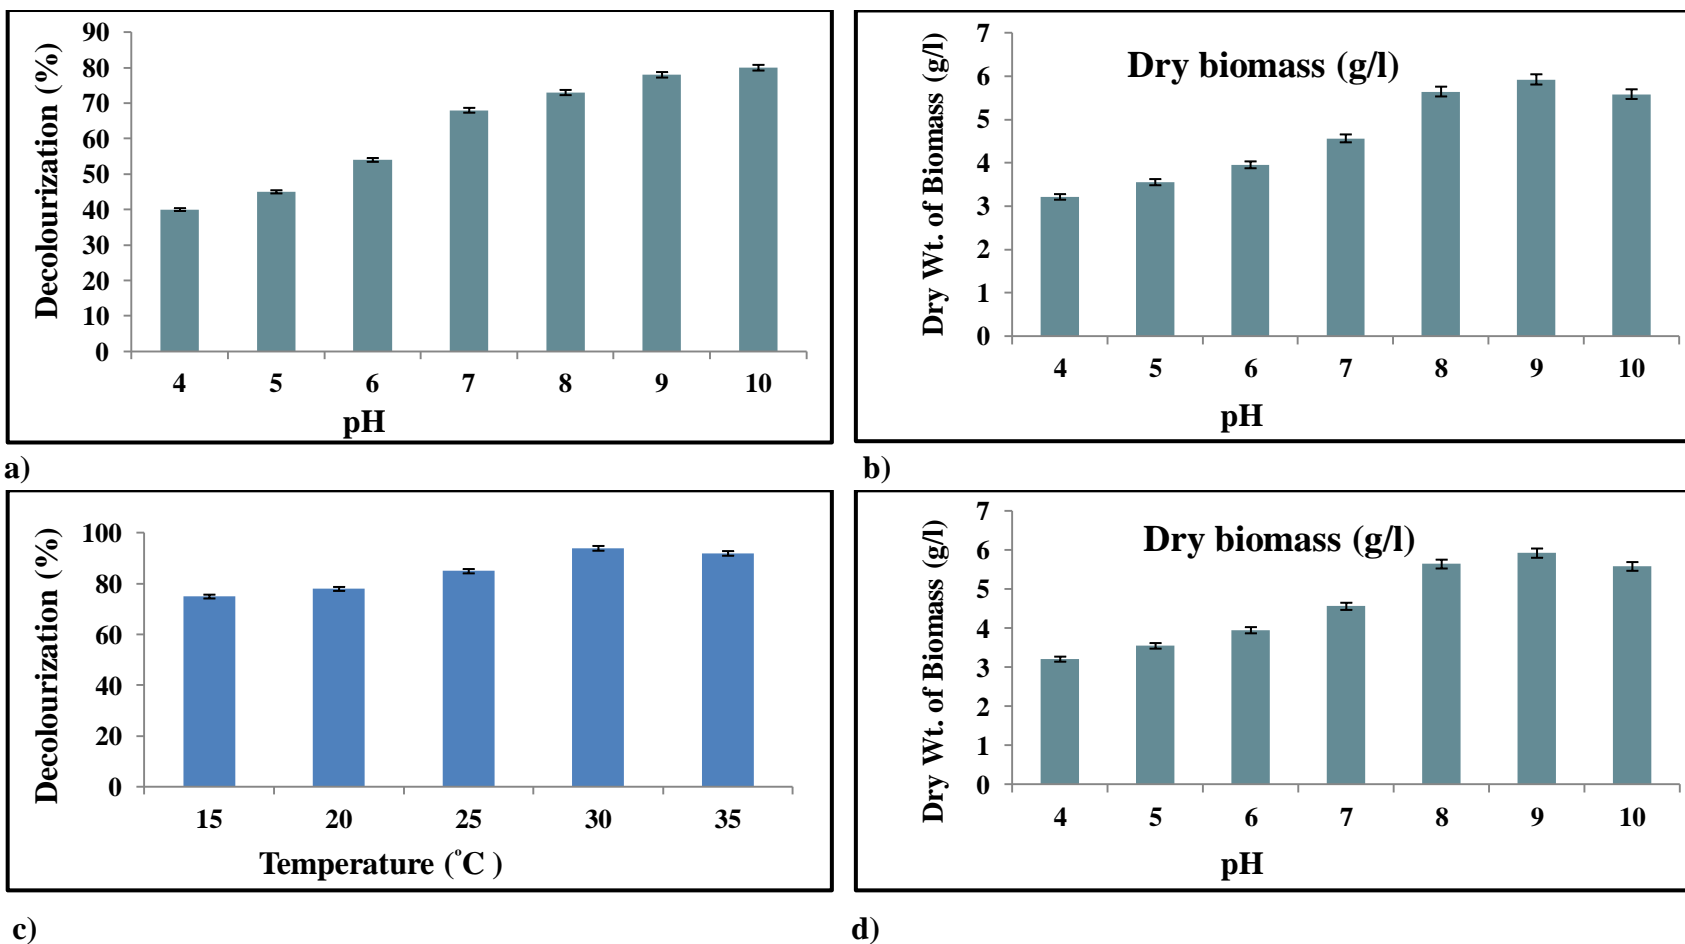 Decolourization (%)
90
80
70
60
50
40
30
20
10
0
4 5 6 7 8 9 10
pH
a)
Dry biomass (g/l)
Dry Wt. of Biomass (g/l)
7
6
5
4
3
2
1
0
4 5 6 7 8 9 10
pH
b)
Decolourization (%)
100
80
60
40
20
0
15 20 25 30 35
Temperature (°C )
c)
Dry biomass (g/l)
Dry Wt. of Biomass (g/l)
7
6
5
4
3
2
1
0
4 5 6 7 8 9 10
pH
d)